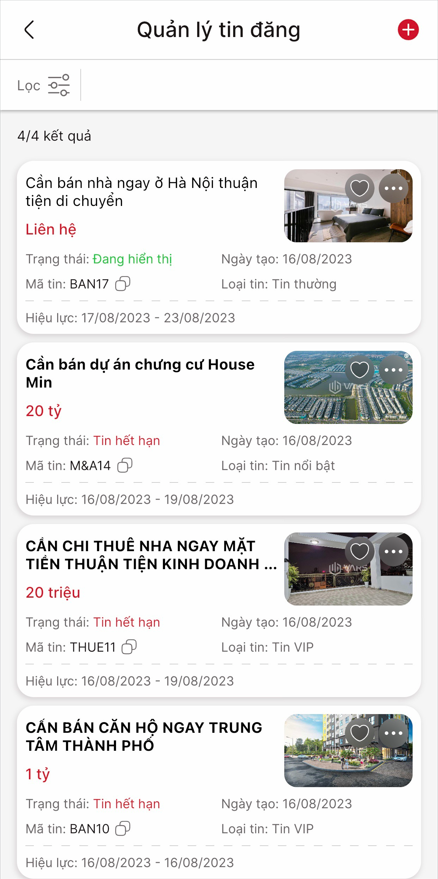 Quản lý tin đăng
Lọc
4/4 kết quả
Cần bán nhà ngay ở Hà Nội thuận
tiện di chuyển
Liên hệ
Trạng thái: Đang hiển thị
Ngày tạo: 16/08/2023
Mã tin: BAN17
Loại tin: Tin thường
Hiệu lực: 17/08/2023 - 23/08/2023
Cần bán dự án chưng cư House
Min
20 tỷ
Trạng thái: Tin hết hạn
Ngày tạo: 16/08/2023
Mã tin: M&A14
Loại tin: Tin nổi bật
Hiệu lực: 16/08/2023 - 19/08/2023
CẦN CHI THUÊ NHA NGAY MẶT
TIỀN THUẬN TIỆN KINH DOANH ...
20 triệu
Trạng thái: Tin hết hạn
Ngày tạo: 16/08/2023
Mã tin: THUE11
Loại tin: Tin VIP
Hiệu lực: 16/08/2023 - 19/08/2023
CẤN BÁN CĂN HỘ NGAY TRUNG
TÂM THÀNH PHỐ
1 tỷ
Trạng thái: Tin hết hạn
Ngày tạo: 16/08/2023
Mã tin: BAN10
Loại tin: Tin VIP
Hiệu lực: 16/08/2023 - 16/08/2023